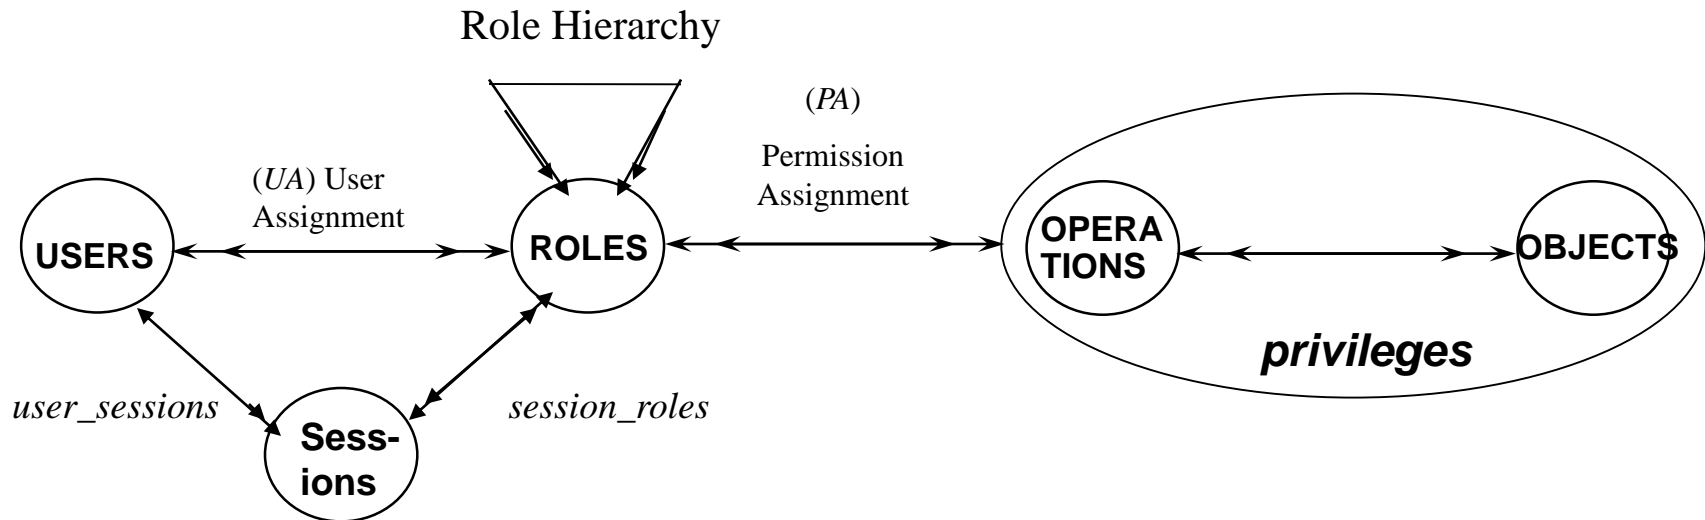 Role Hierarchy
(PA)
Permission
Assignment
(UA) User
Assignment
USERS
ROLES
OPERA
TIONS
OBJECTS
privileges
user_sessions
session_roles
Sess-
ions